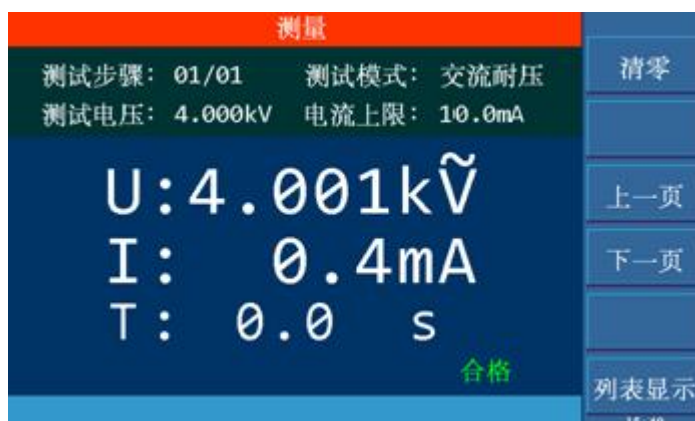 测量
测试步骤: 01/01 测试模式: 交流耐压
测试电压: 4.000kV 电流上限: 10.0mA
U:4.001kṼ
I: 0.4mA
T: 0.0 s
合格
清零
上一页
下一页
列表显示